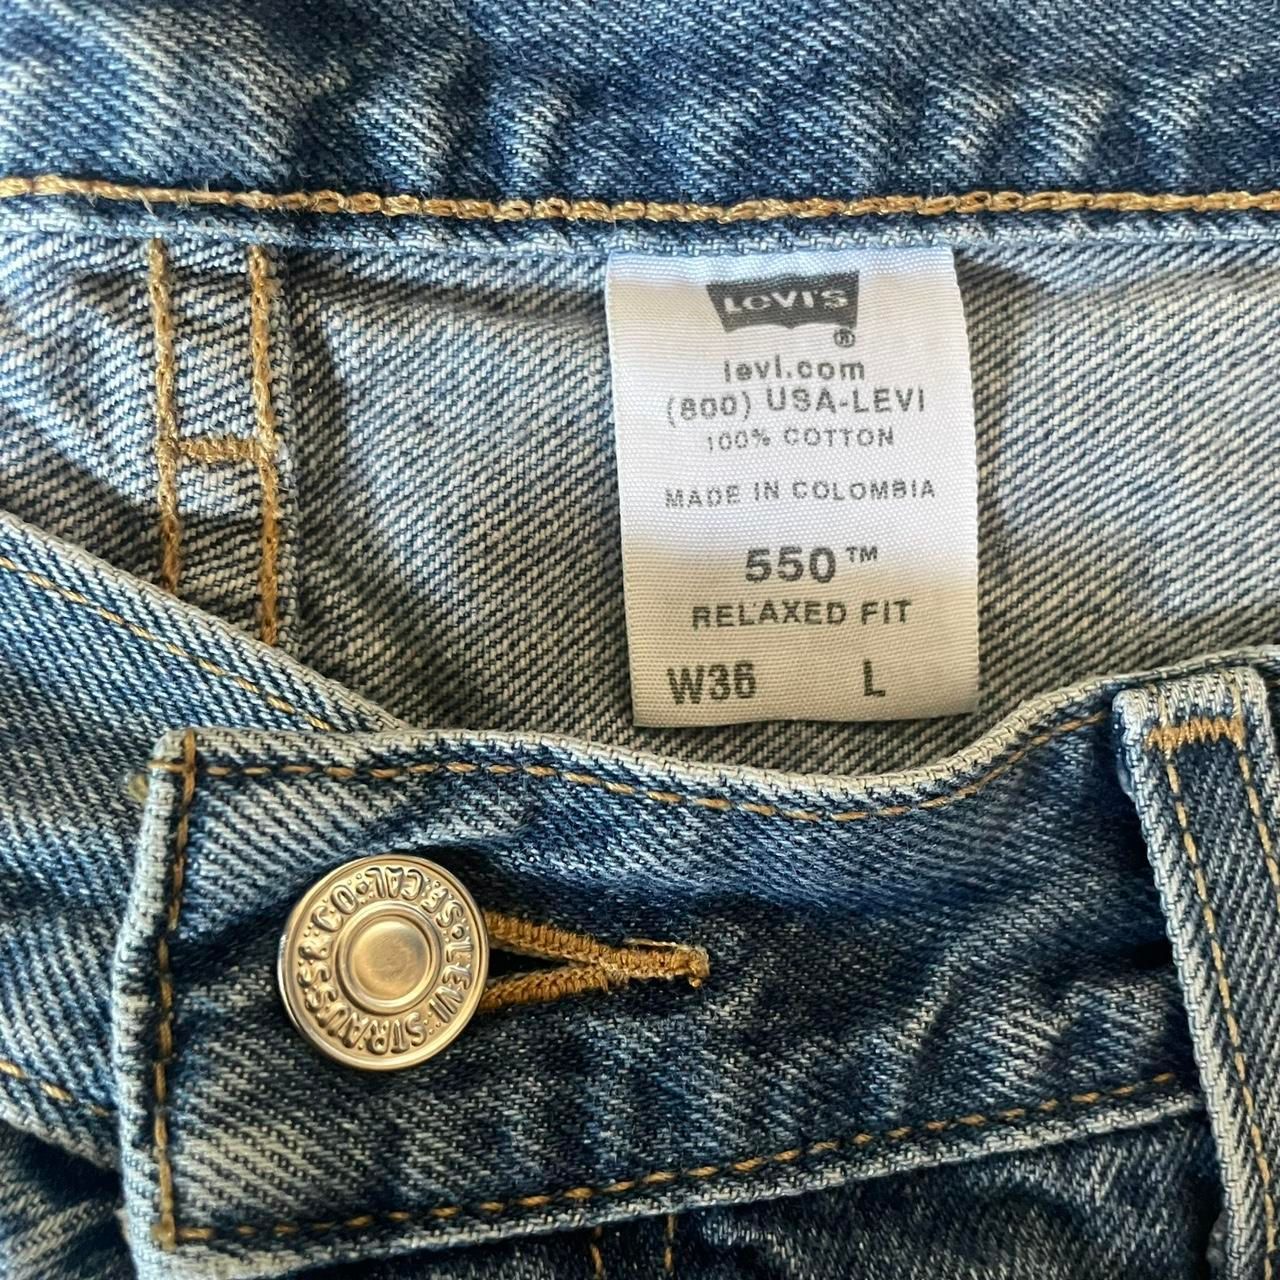 LEVI'S
®
levi.com
(800) USA-LEVI
100% COTTON
MADE IN COLOMBIA
550™
RELAXED FIT
W36 L
LEVI STRAUSS & CO. S.F. CAL.